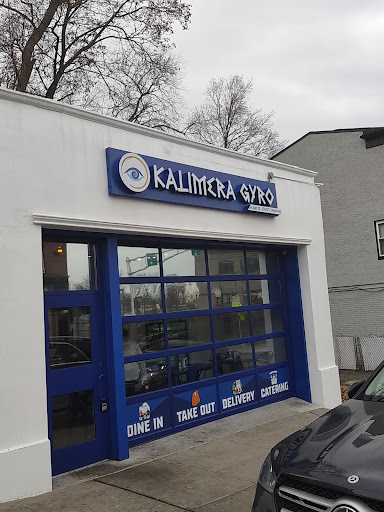 KALIMERA GYRO
DINE IN
TAKE OUT
DELIVERY
CATERING